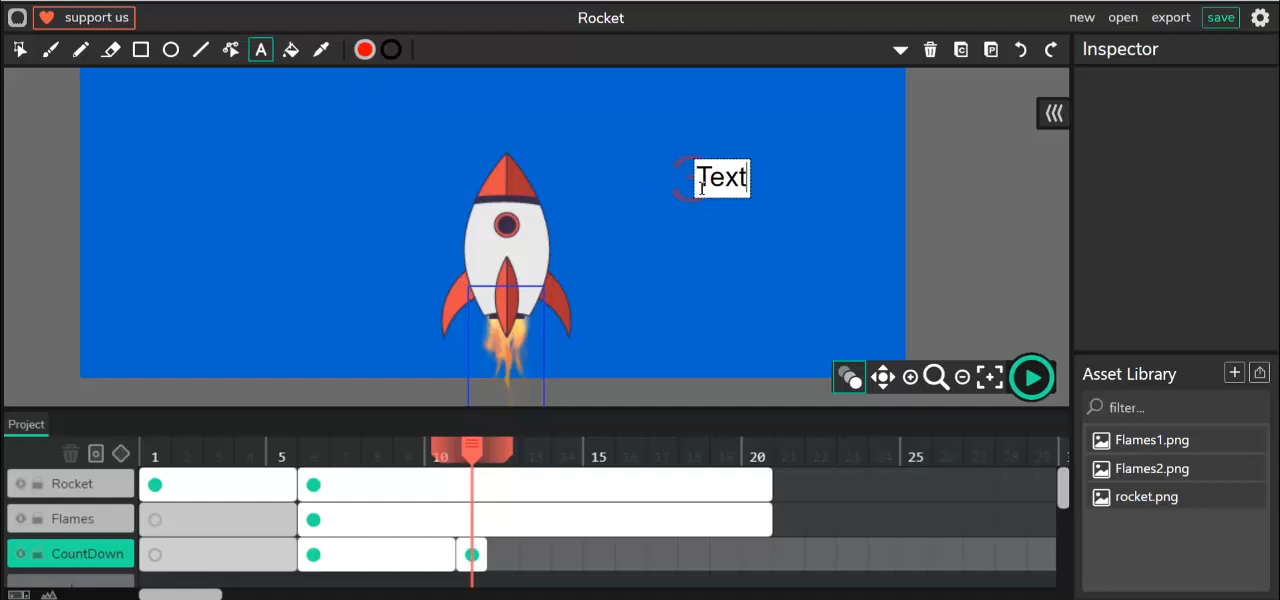 support us
Rocket
new open export save
A
Inspector
Text
Asset Library
filter...
Flames1.png
Flames2.png
rocket.png
Project
1 5 10 15 20 25
Rocket
Flames
CountDown